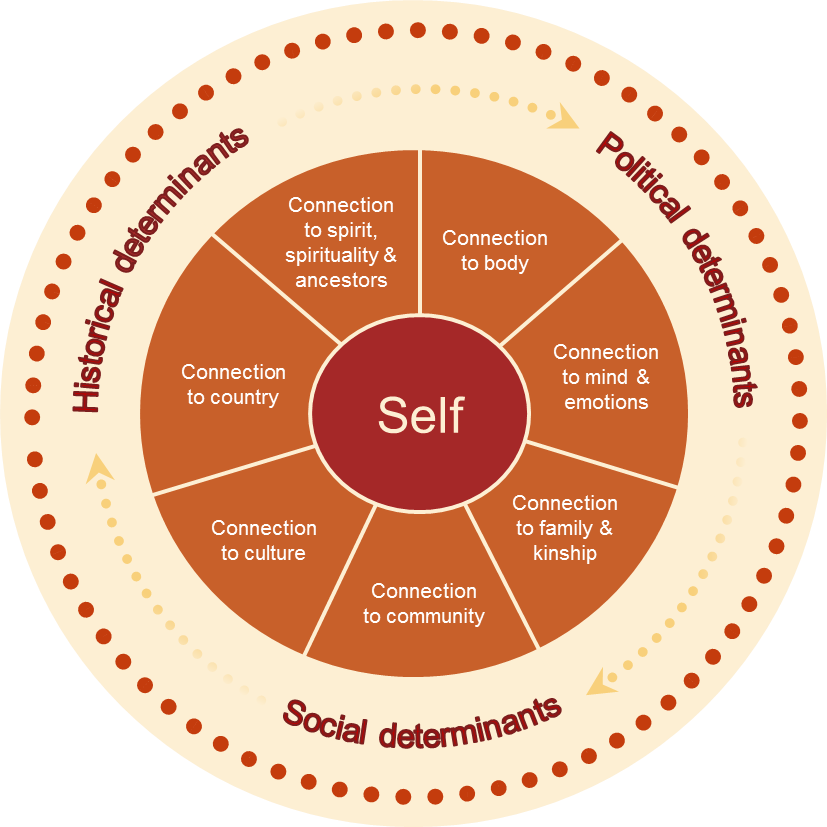 Historical determinants
Political determinants
Connection
to spirit,
spirituality &
ancestors
Connection
to body
Connection
to mind &
emotions
Connection
to family &
kinship
Connection
to community
Connection
to culture
Connection
to country
Self
Social determinants